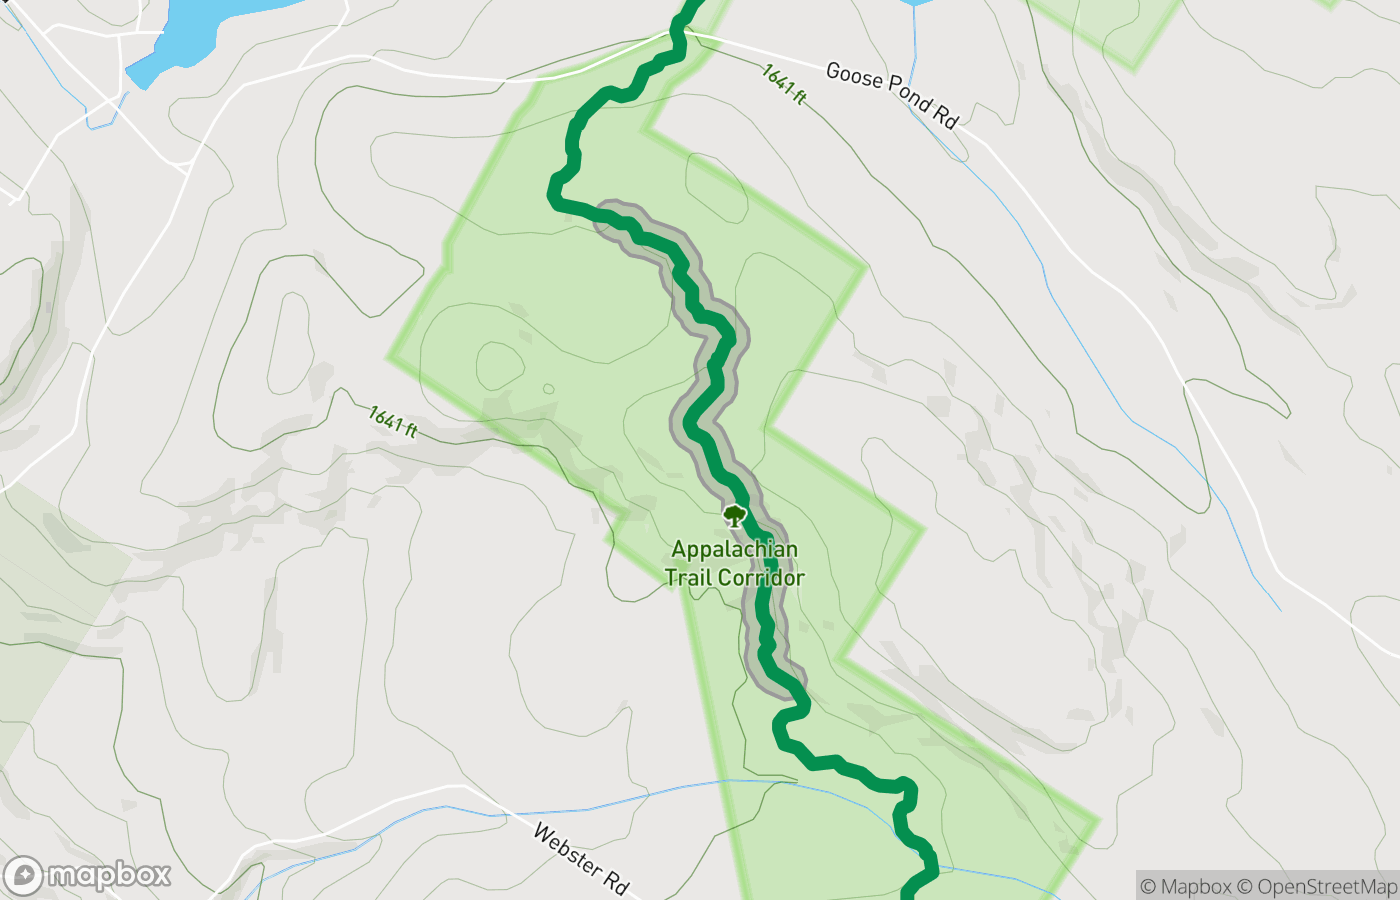 1641 ft
Goose Pond Rd
1641 ft
Appalachian
Trail Corridor
Webster Rd
mapbox
© Mapbox © OpenStreetMap